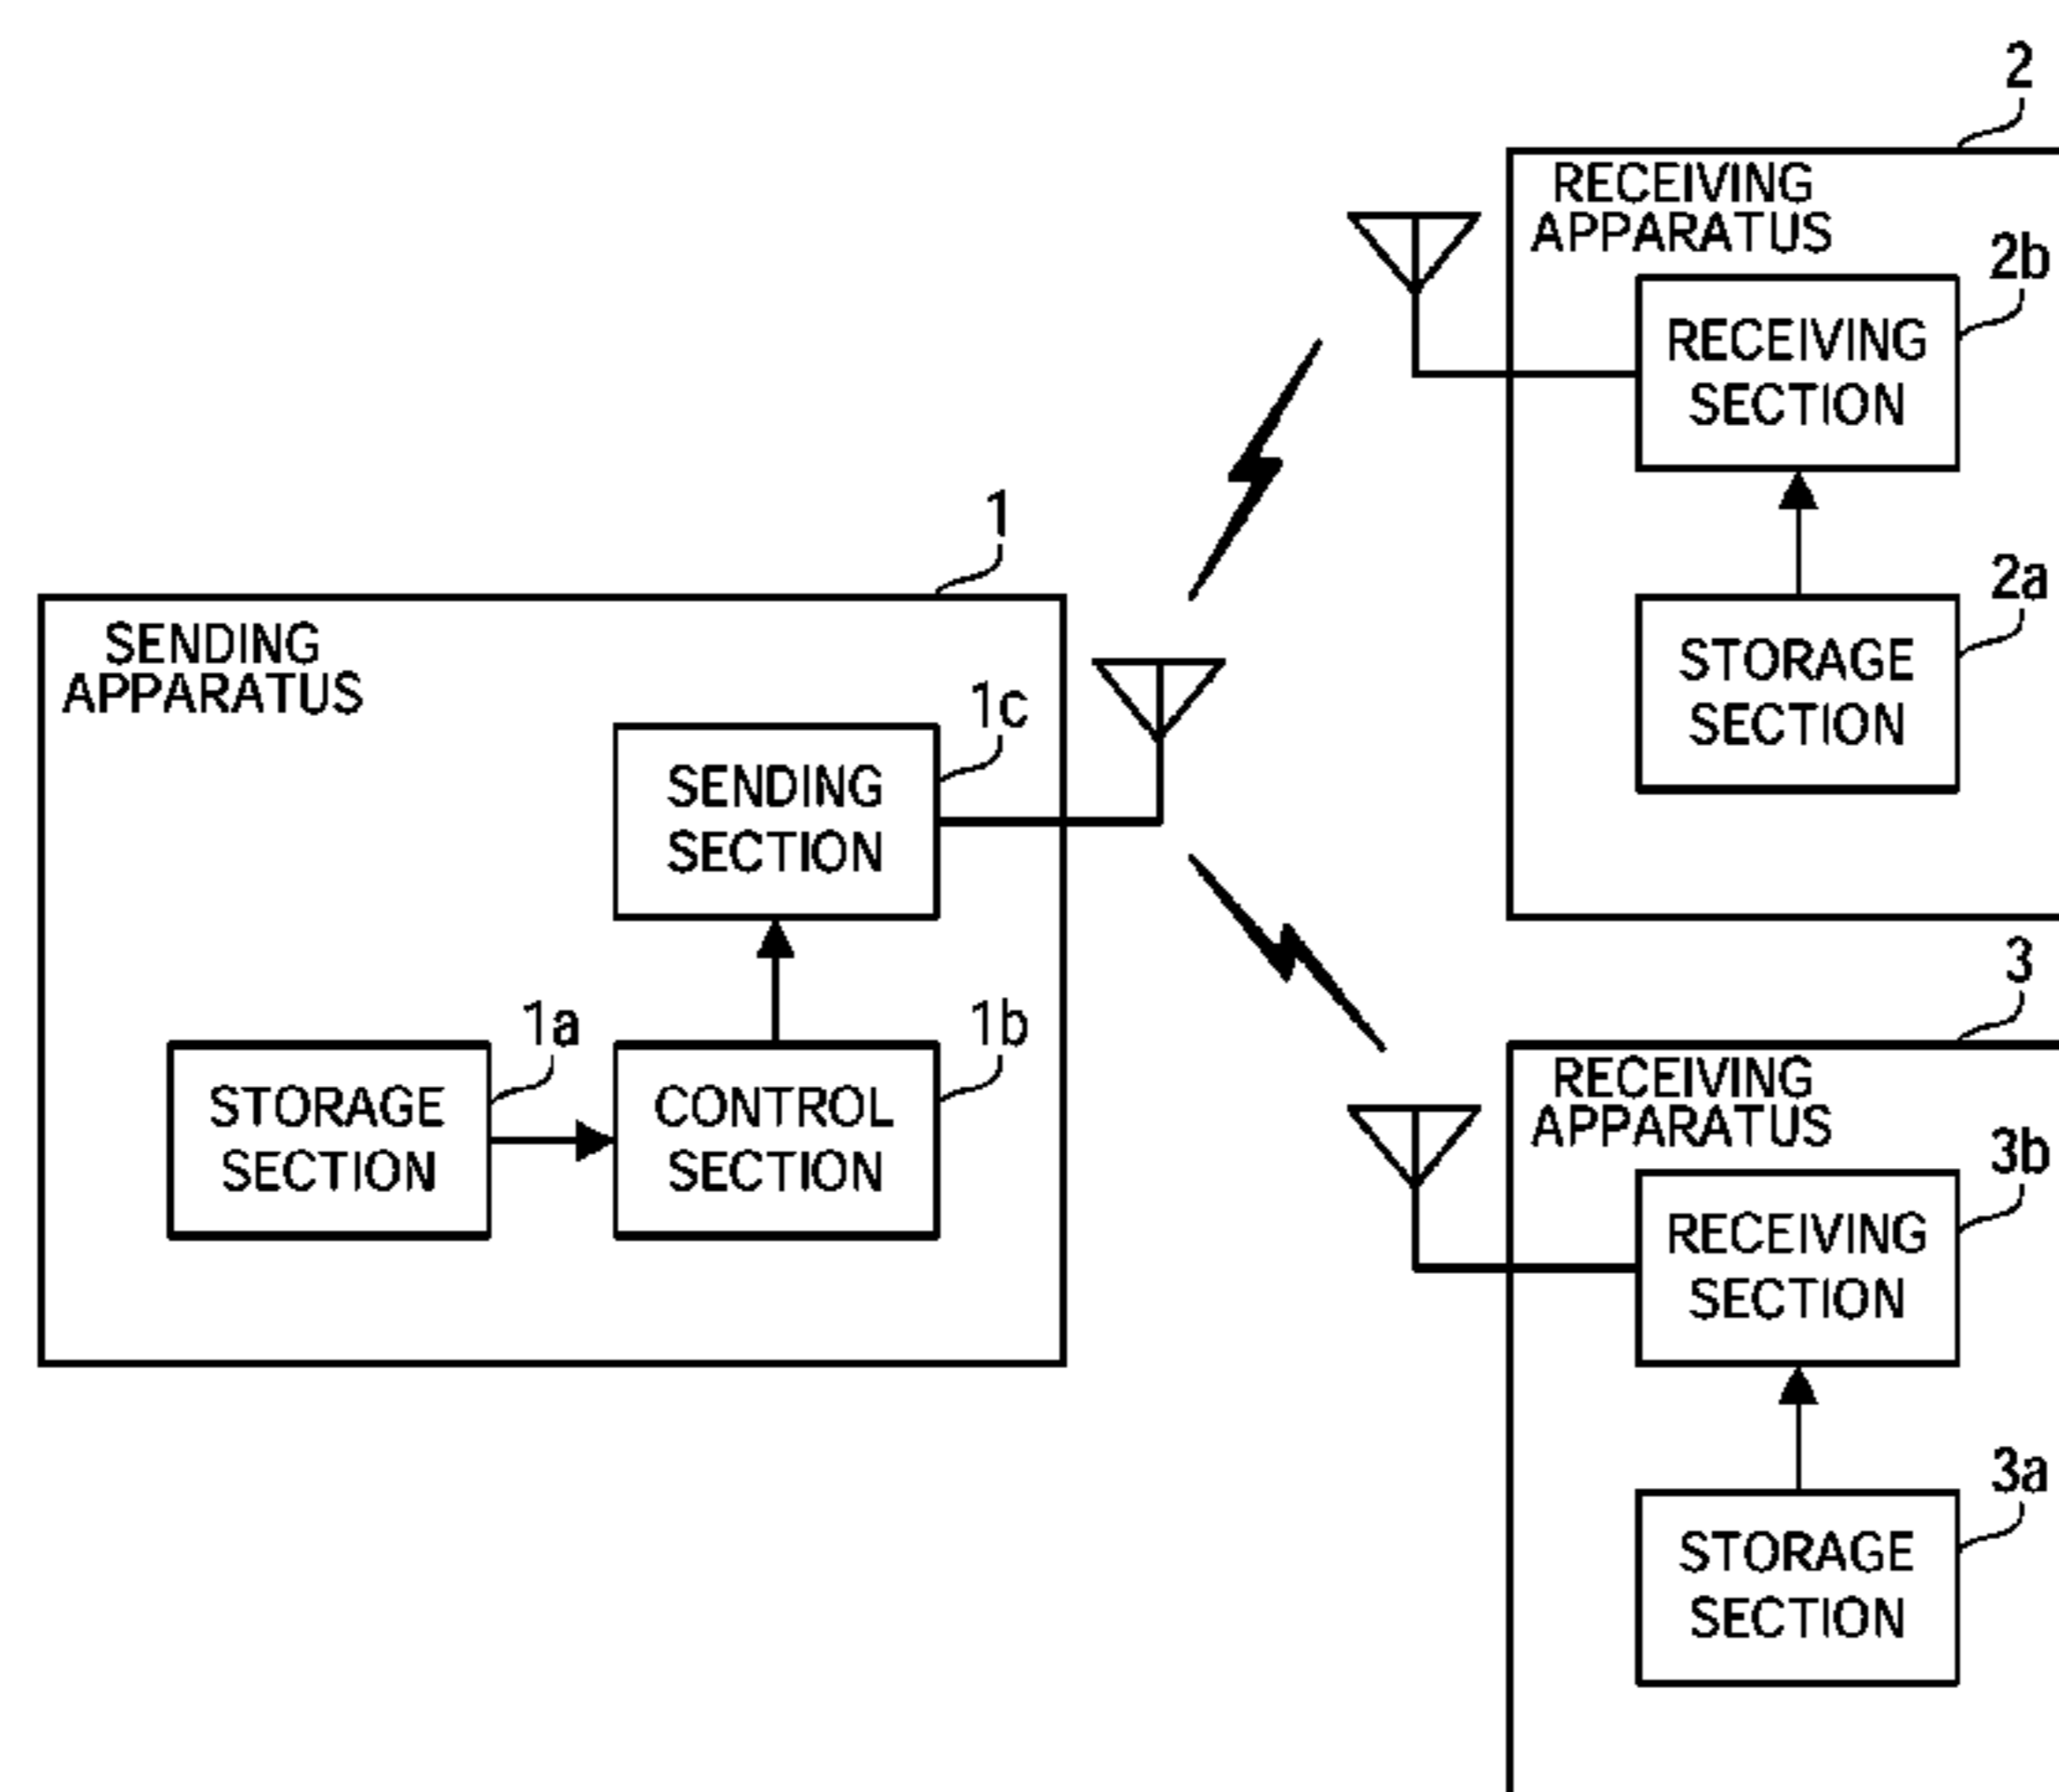 2
RECEIVING
APPARATUS
2b
RECEIVING
SECTION
2a
STORAGE
SECTION
1
SENDING
APPARATUS
1c
SENDING
SECTION
1a
STORAGE
SECTION
1b
CONTROL
SECTION
3
RECEIVING
APPARATUS
3b
RECEIVING
SECTION
3a
STORAGE
SECTION